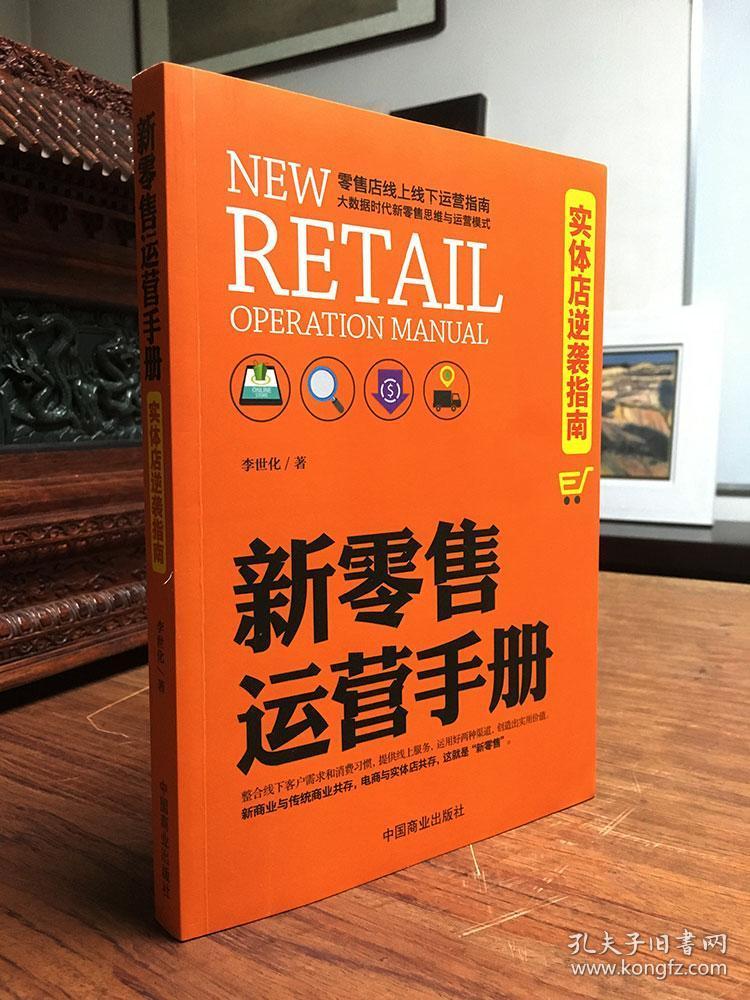 新零售运营手册
实体店逆袭指南
李世化/著
中国商业出版社
NEW
零售店线上线下运营指南
大数据时代新零售思维与运营模式
RETAIL
OPERATION MANUAL
实体店逆袭指南
ONLINE
STORE
李世化/著
新零售
运营手册
整合线下客户需求和消费习惯，提供线上服务，运用好两种渠道，创造出实用价值。
新商业与传统商业共存，电商与实体店共存，这就是“新零售”。
中国商业出版社
孔夫子旧书网
www.kongfz.com